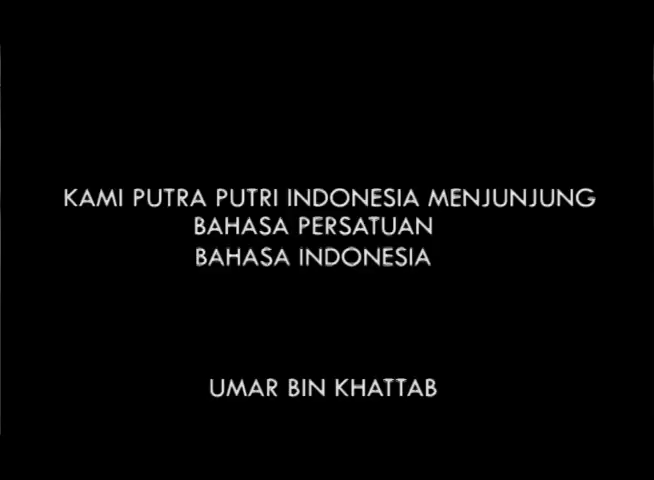 KAMI PUTRA PUTRI INDONESIA MENJUNJUNG
BAHASA PERSATUAN
BAHASA INDONESIA
UMAR BIN KHATTAB